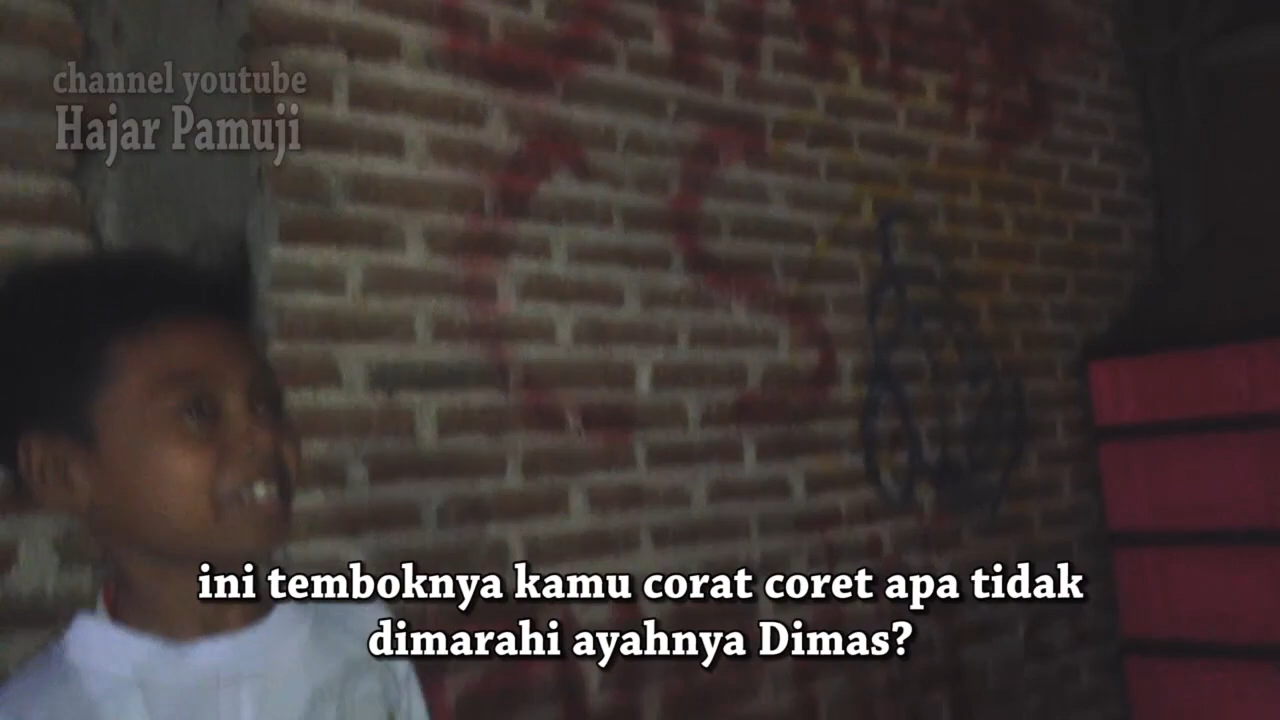 channel youtube
Hajar Pamuji
ini temboknya kamu corat coret apa tidak
dimarahi ayahnya Dimas?